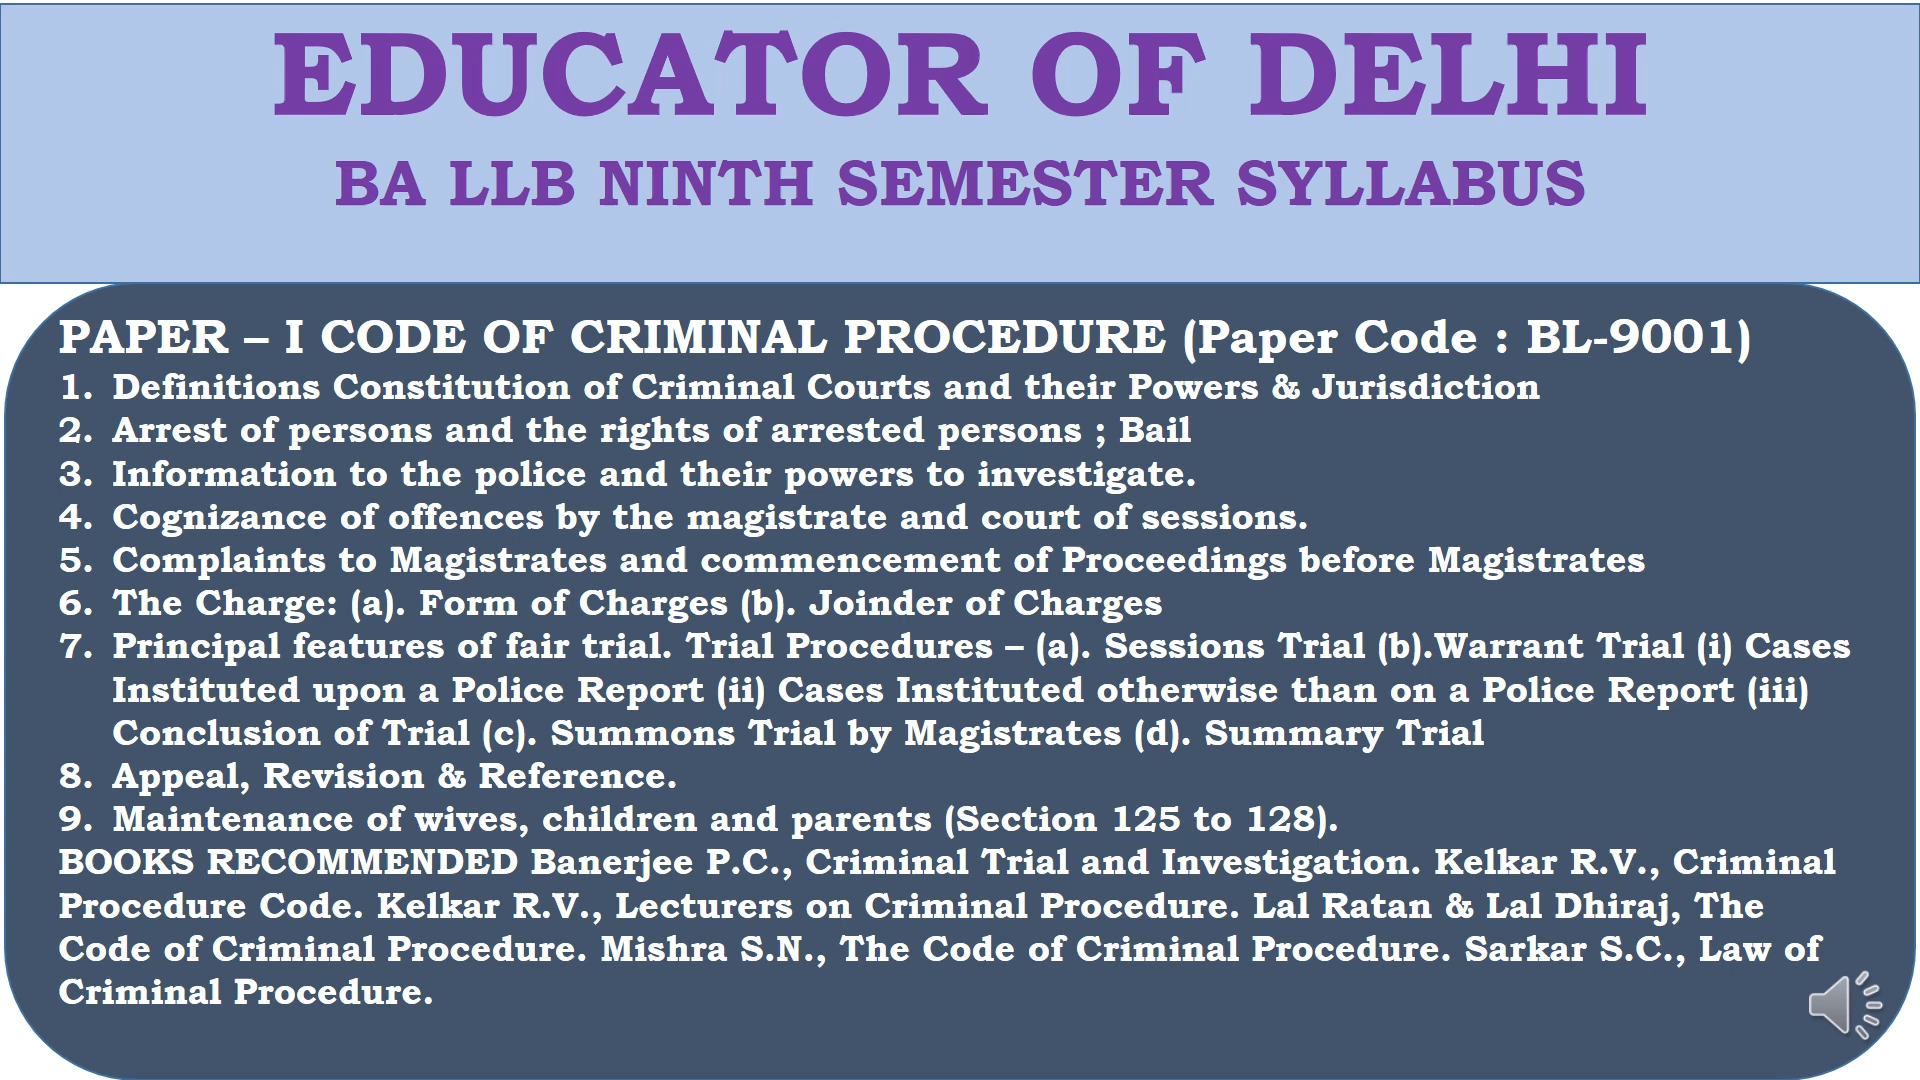 EDUCATOR OF DELHI
BA LLB NINTH SEMESTER SYLLABUS
PAPER – I CODE OF CRIMINAL PROCEDURE (Paper Code : BL-9001)
1. Definitions Constitution of Criminal Courts and their Powers & Jurisdiction
2. Arrest of persons and the rights of arrested persons ; Bail
3. Information to the police and their powers to investigate.
4. Cognizance of offences by the magistrate and court of sessions.
5. Complaints to Magistrates and commencement of Proceedings before Magistrates
6. The Charge: (a). Form of Charges (b). Joinder of Charges
7. Principal features of fair trial. Trial Procedures – (a). Sessions Trial (b).Warrant Trial (i) Cases
Instituted upon a Police Report (ii) Cases Instituted otherwise than on a Police Report (iii)
Conclusion of Trial (c). Summons Trial by Magistrates (d). Summary Trial
8. Appeal, Revision & Reference.
9. Maintenance of wives, children and parents (Section 125 to 128).
BOOKS RECOMMENDED Banerjee P.C., Criminal Trial and Investigation. Kelkar R.V., Criminal
Procedure Code. Kelkar R.V., Lecturers on Criminal Procedure. Lal Ratan & Lal Dhiraj, The
Code of Criminal Procedure. Mishra S.N., The Code of Criminal Procedure. Sarkar S.C., Law of
Criminal Procedure.